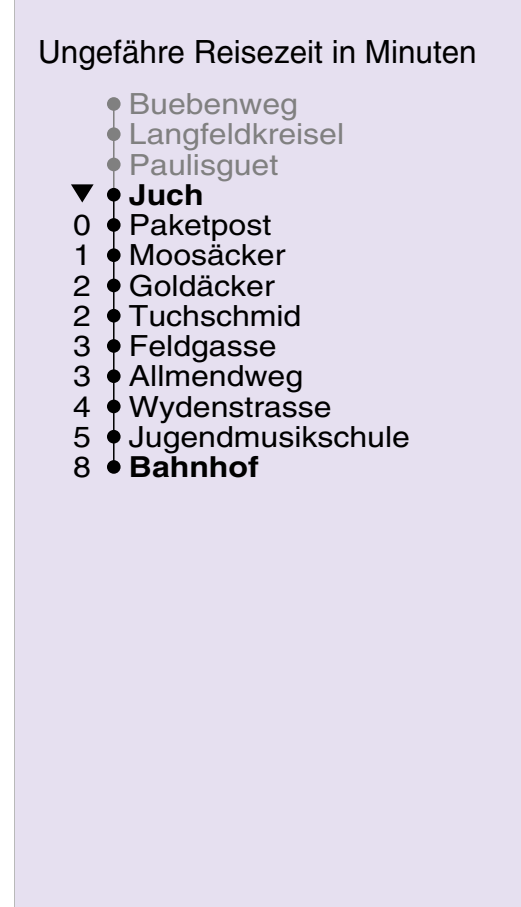 Ungefähre Reisezeit in Minuten
Buebenweg
Langfeldkreisel
Paulisguet
▼ Juch
0 Paketpost
1 Moosäcker
2 Goldäcker
2 Tuchschmid
3 Feldgasse
3 Allmendweg
4 Wydenstrasse
5 Jugendmusikschule
8 Bahnhof